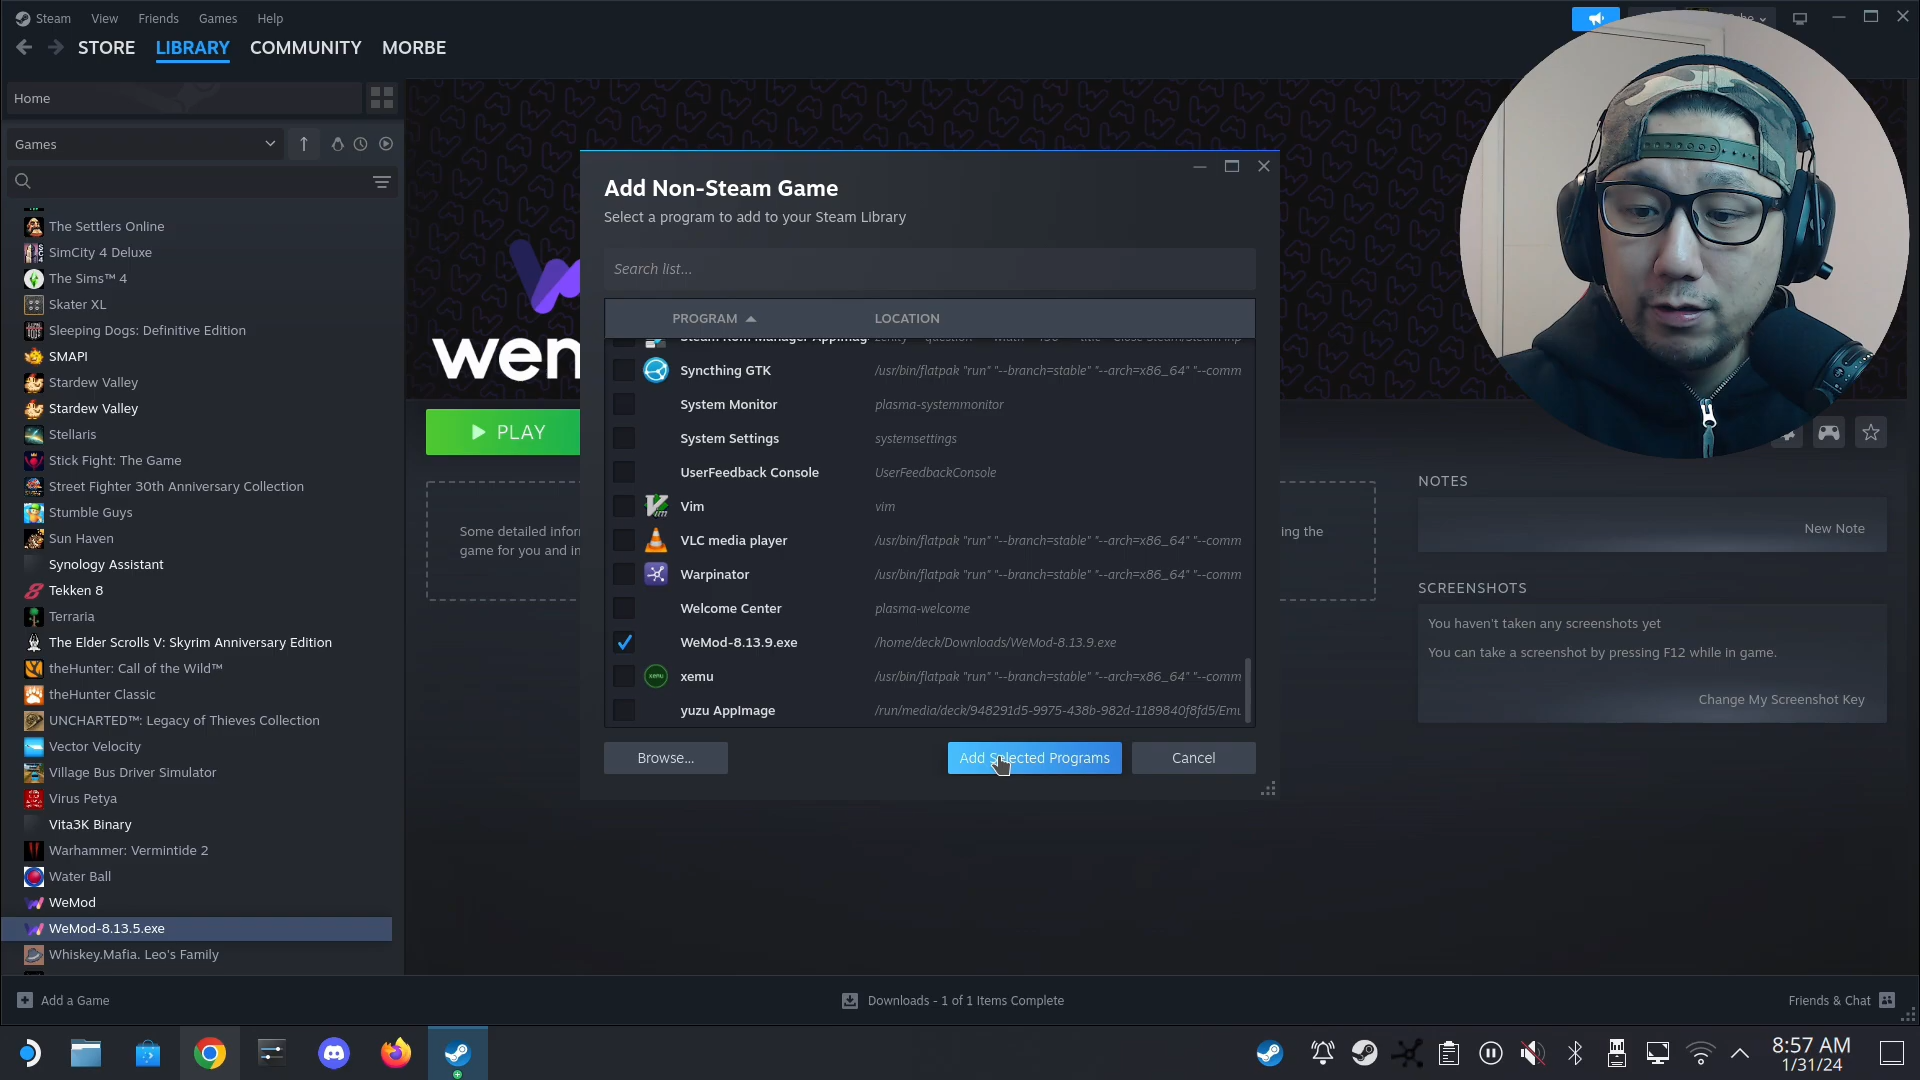 Steam View Friends Games Help
STORE LIBRARY COMMUNITY MORBE
Home
Games
The Settlers Online
SimCity 4 Deluxe
The Sims™ 4
Skater XL
Sleeping Dogs: Definitive Edition
SMAPI
Stardew Valley
Stardew Valley
Stellaris
Stick Fight: The Game
Street Fighter 30th Anniversary Collection
Stumble Guys
Sun Haven
Synology Assistant
Tekken 8
Terraria
The Elder Scrolls V: Skyrim Anniversary Edition
theHunter: Call of the Wild™
theHunter Classic
UNCHARTED™: Legacy of Thieves Collection
Vector Velocity
Village Bus Driver Simulator
Virus Petya
Vita3K Binary
Warhammer: Vermintide 2
Water Ball
WeMod
WeMod-8.13.5.exe
Whiskey.Mafia. Leo's Family
wem
PLAY
Some detailed infor
game for you and in
ing the
Add Non-Steam Game
Select a program to add to your Steam Library
Search list...
PROGRAM LOCATION
Syncthing GTK /usr/bin/flatpak "run" "--branch=stable" "--arch=x86_64" "--comm
System Monitor plasma-systemmonitor
System Settings systemsettings
UserFeedback Console UserFeedbackConsole
Vim vim
VLC media player /usr/bin/flatpak "run" "--branch=stable" "--arch=x86_64" "--comm
Warpinator /usr/bin/flatpak "run" "--branch=stable" "--arch=x86_64" "--comm
Welcome Center plasma-welcome
WeMod-8.13.9.exe /home/deck/Downloads/WeMod-8.13.9.exe
xemu /usr/bin/flatpak "run" "--branch=stable" "--arch=x86_64" "--comm
yuzu AppImage /run/media/deck/948291d5-9975-438b-982d-1189840f8fd5/Emu
Browse... Add Selected Programs Cancel
NOTES
New Note
SCREENSHOTS
You haven't taken any screenshots yet
You can take a screenshot by pressing F12 while in game.
Change My Screenshot Key
Add a Game
Downloads - 1 of 1 Items Complete
Friends & Chat
8:57 AM
1/31/24